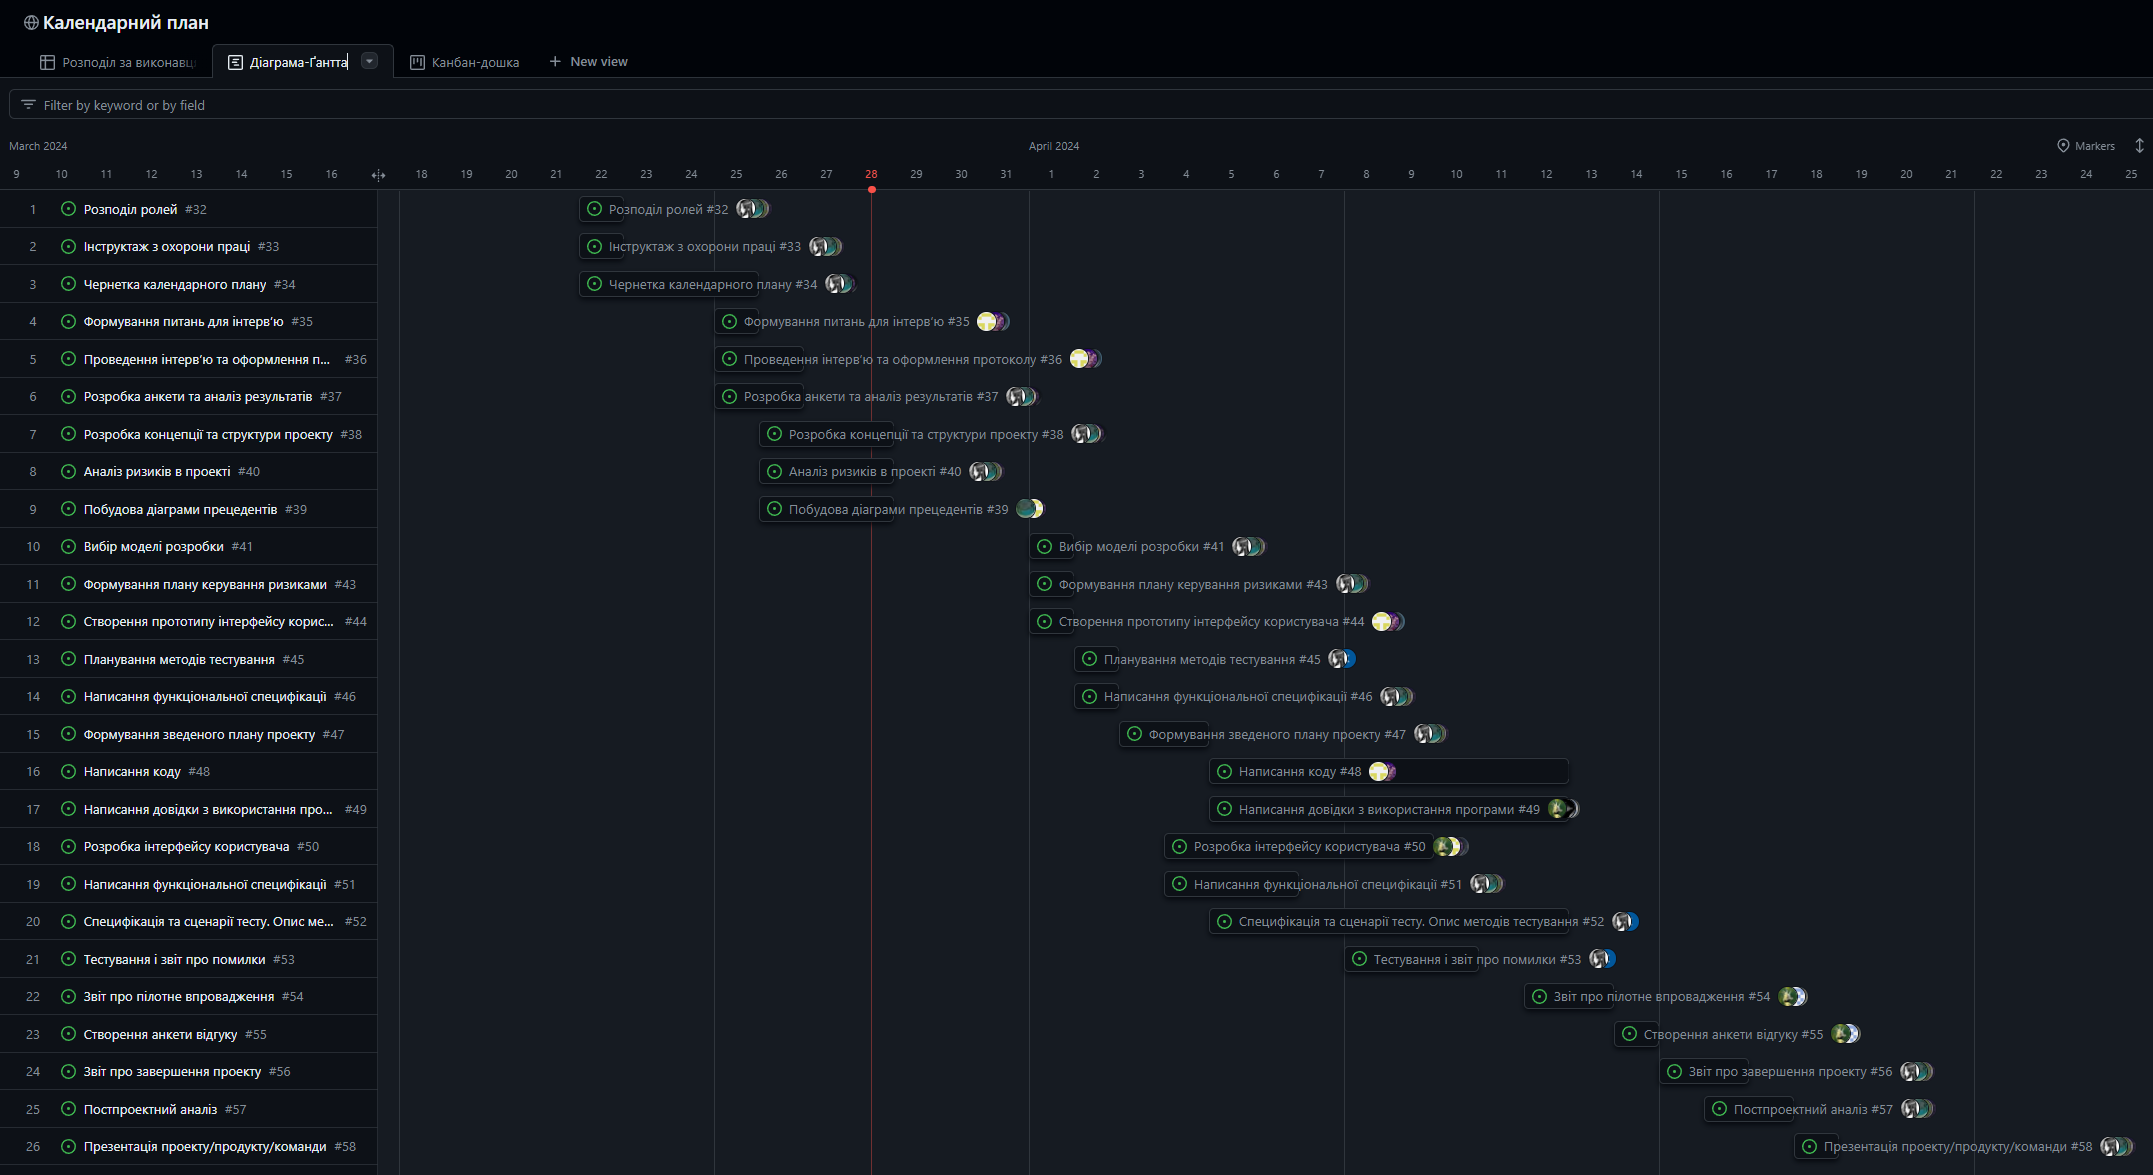 Календарний план
Розподіл за виконавц Діаграма-Ґантта Канбан-дошка New view
Filter by keyword or by field
March 2024 April 2024 Markers
9 10 11 12 13 14 15 16 18 19 20 21 22 23 24 25 26 27 28 29 30 31 1 2 3 4 5 6 7 8 9 10 11 12 13 14 15 16 17 18 19 20 21 22 23 24 25
1 Розподіл ролей #32 Розподіл ролей #32
2 Інструктаж з охорони праці #33 Інструктаж з охорони праці #33
3 Чернетка календарного плану #34 Чернетка календарного плану #34
4 Формування питань для інтерв’ю #35 Формування питань для інтерв’ю #35
5 Проведення інтерв’ю та оформлення п... #36 Проведення інтерв’ю та оформлення протоколу #36
6 Розробка анкети та аналіз результатів #37 Розробка анкети та аналіз результатів #37
7 Розробка концепції та структури проекту #38 Розробка концепції та структури проекту #38
8 Аналіз ризиків в проекті #40 Аналіз ризиків в проекті #40
9 Побудова діаграми прецедентів #39 Побудова діаграми прецедентів #39
10 Вибір моделі розробки #41 Вибір моделі розробки #41
11 Формування плану керування ризиками #43 Формування плану керування ризиками #43
12 Створення прототипу інтерфейсу корис... #44 Створення прототипу інтерфейсу користувача #44
13 Планування методів тестування #45 Планування методів тестування #45
14 Написання функціональної специфікації #46 Написання функціональної специфікації #46
15 Формування зведеного плану проекту #47 Формування зведеного плану проекту #47
16 Написання коду #48 Написання коду #48
17 Написання довідки з використання про... #49 Написання довідки з використання програми #49
18 Розробка інтерфейсу користувача #50 Розробка інтерфейсу користувача #50
19 Написання функціональної специфікації #51 Написання функціональної специфікації #51
20 Специфікація та сценарії тесту. Опис ме... #52 Специфікація та сценарії тесту. Опис методів тестування #52
21 Тестування і звіт про помилки #53 Тестування і звіт про помилки #53
22 Звіт про пілотне впровадження #54 Звіт про пілотне впровадження #54
23 Створення анкети відгуку #55 Створення анкети відгуку #55
24 Звіт про завершення проекту #56 Звіт про завершення проекту #56
25 Постпроектний аналіз #57 Постпроектний аналіз #57
26 Презентація проекту/продукту/команди #58 Презентація проекту/продукту/команди #58